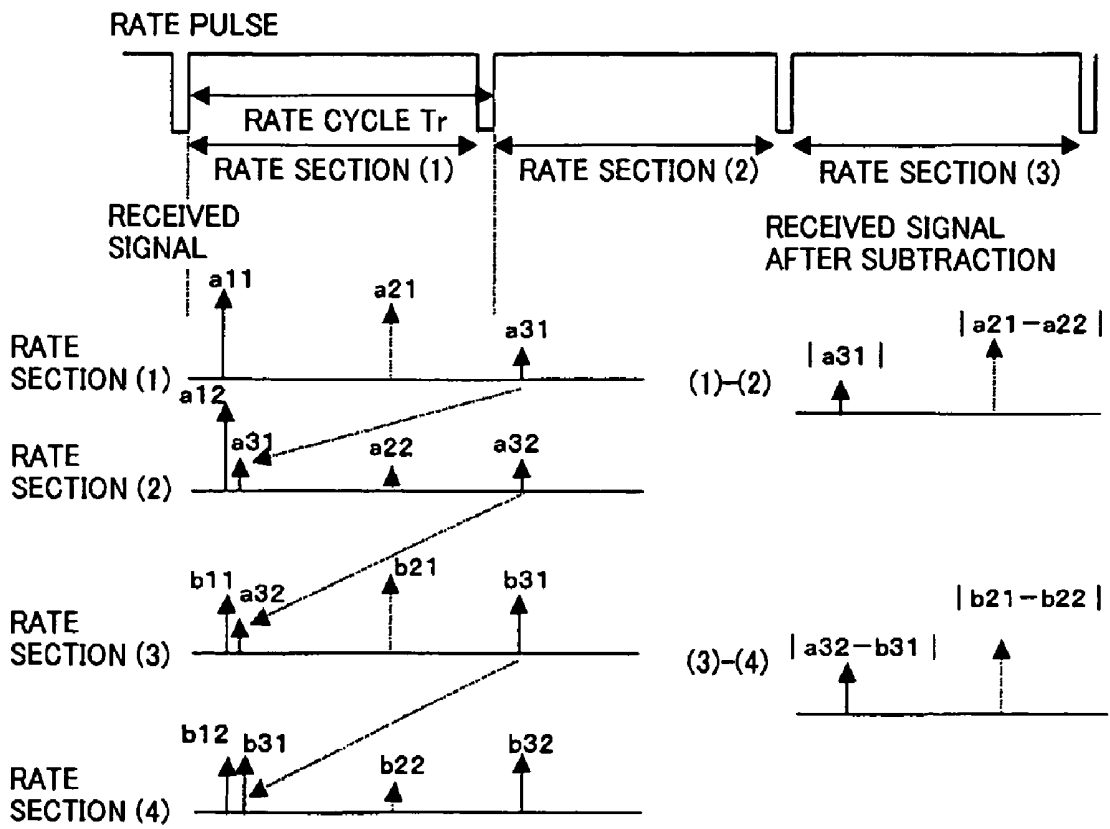 RATE PULSE
RATE CYCLE Tr
RATE SECTION (1)
RATE SECTION (2)
RATE SECTION (3)
RECEIVED
SIGNAL
RECEIVED SIGNAL
AFTER SUBTRACTION
a11
a21
a31
RATE
SECTION (1)
(1)-(2)
|a31|
|a21-a22|
a12
a31
a22
a32
RATE
SECTION (2)
b11
a32
b21
b31
RATE
SECTION (3)
(3)-(4)
|a32-b31|
|b21-b22|
b12
b31
b22
b32
RATE
SECTION (4)